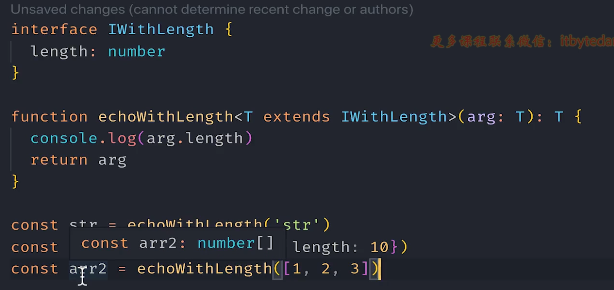 Unsaved changes (cannot determine recent change or authors)
interface IWithLength {
length: number
}
更多课程联系微信：itbyteda
function echoWithLength<T extends IWithLength>(arg: T): T {
console.log(arg.length)
return arg
}
const str = echoWithLength('str')
const arr2: number[]
const length: 10})
const arr2 = echoWithLength([1, 2, 3])